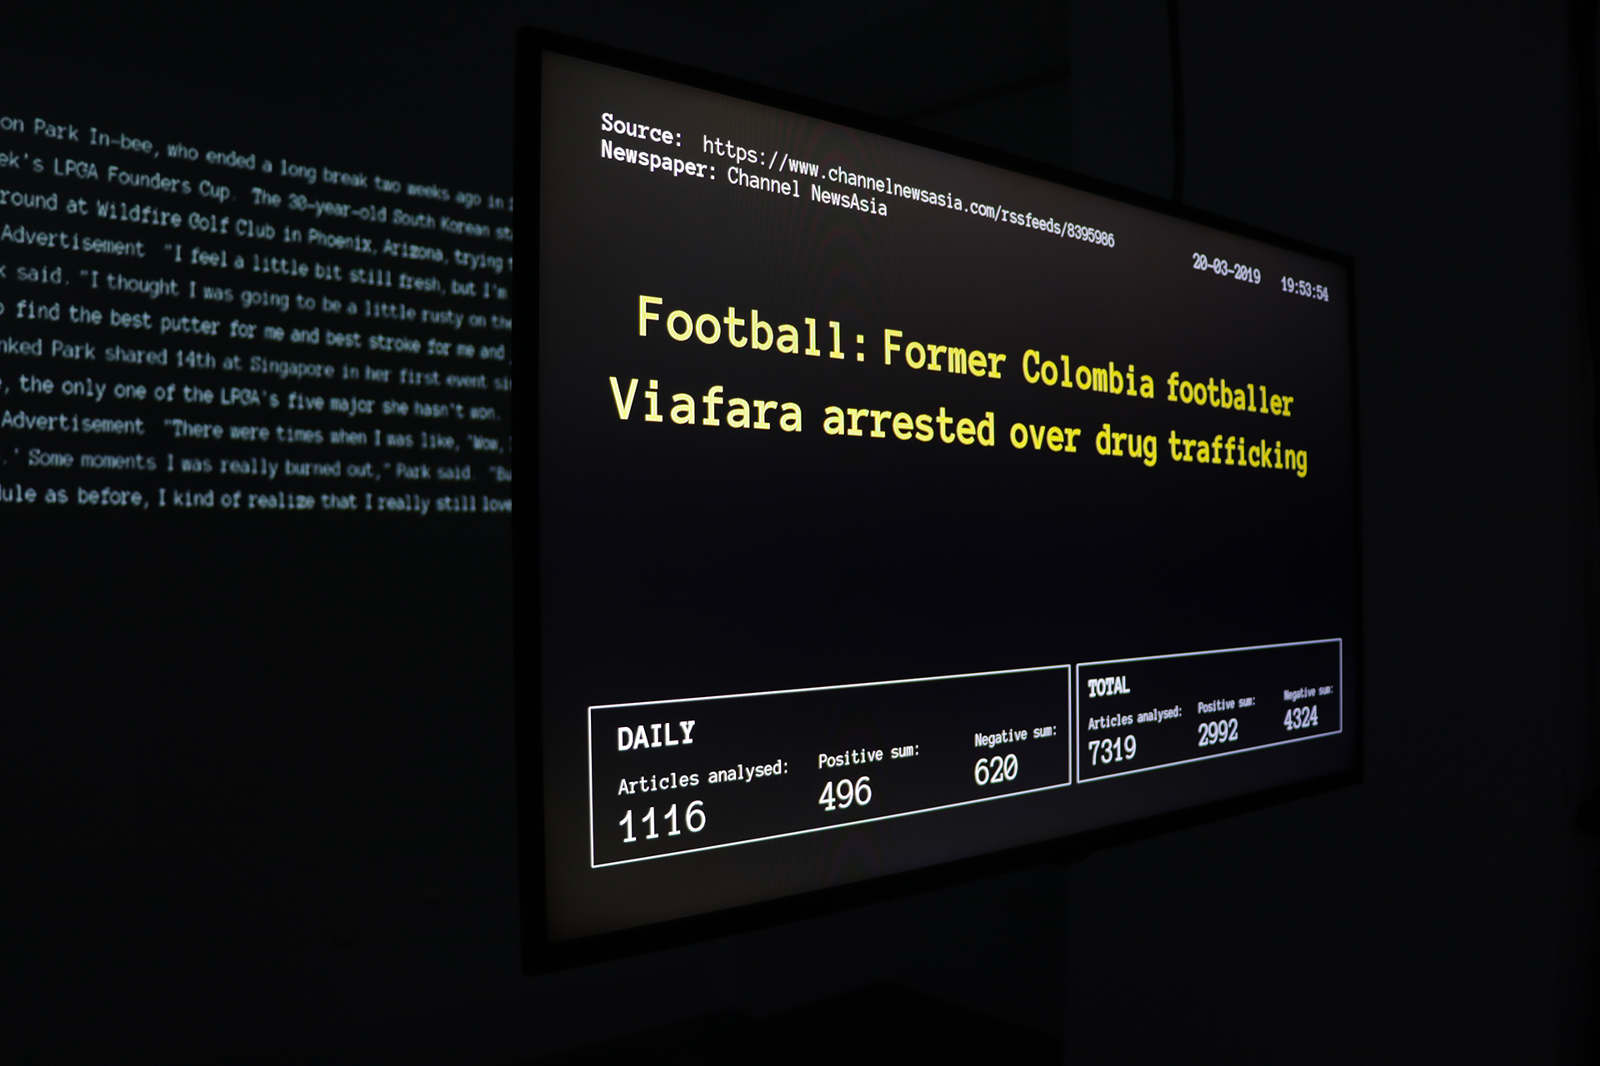 on Park In-bee, who ended a long break two weeks ago in
ek's LPGA Founders Cup. The 30-year-old South Korean
round at Wildfire Golf Club in Phoenix, Arizona, trying
Advertisement "I feel a little bit still fresh, but I'm
said. "I thought I was going to be a little rusty on the
find the best putter for me and best stroke for me and
nked Park shared 14th at Singapore in her first event
, the only one of the LPGA's five major she hasn't won.
Advertisement "There were times when I was like, 'Wow,
.' Some moments I was really burned out," Park said. "Bu
dule as before, I kind of realize that I really still love
Source: https://www.channelnewsasia.com/rssfeeds/8395986
Newspaper: Channel NewsAsia
20-03-2019 19:53:54
Football: Former Colombia footballer
Viafara arrested over drug trafficking
DAILY
Articles analysed: Positive sum: Negative sum:
1116 496 620
TOTAL
Articles analysed: Positive sum: Negative sum:
7319 2992 4324